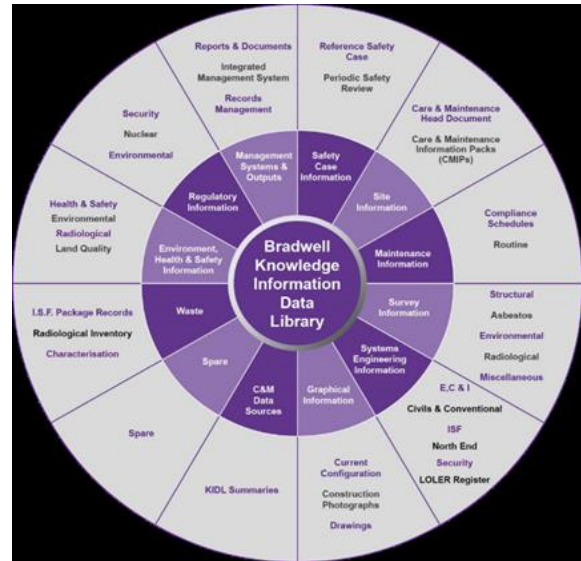 Bradwell
Knowledge
Information
Data
Library
Safety
Case
Information
Site
Information
Maintenance
Information
Survey
Information
Systems
Engineering
Information
Graphical
Information
C&M
Data
Sources
Spare
Waste
Environment,
Health & Safety
Information
Regulatory
Information
Management
Systems &
Outputs
Reference Safety
Case
Periodic Safety
Review
Care & Maintenance
Head Document
Care & Maintenance
Information Packs
(CMIPs)
Compliance
Schedules
Routine
Structural
Asbestos
Environmental
Radiological
Miscellaneous
E,C & I
Civils & Conventional
ISF
North End
Security
LOLER Register
Current
Configuration
Construction
Photographs
Drawings
KIDL Summaries
Spare
I.S.F. Package Records
Radiological Inventory
Characterisation
Health & Safety
Environmental
Radiological
Land Quality
Security
Nuclear
Environmental
Reports & Documents
Integrated
Management System
Records
Management